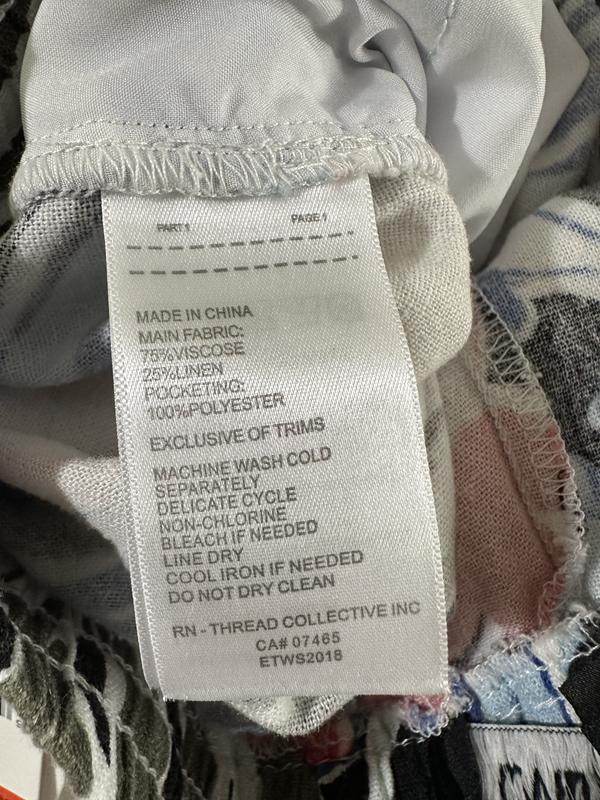 PART 1 PAGE 1
MADE IN CHINA
MAIN FABRIC:
75%VISCOSE
25%LINEN
POCKETING:
100%POLYESTER
EXCLUSIVE OF TRIMS
MACHINE WASH COLD
SEPARATELY
DELICATE CYCLE
NON-CHLORINE
BLEACH IF NEEDED
LINE DRY
COOL IRON IF NEEDED
DO NOT DRY CLEAN
RN - THREAD COLLECTIVE INC
CA# 07465
ETWS2018